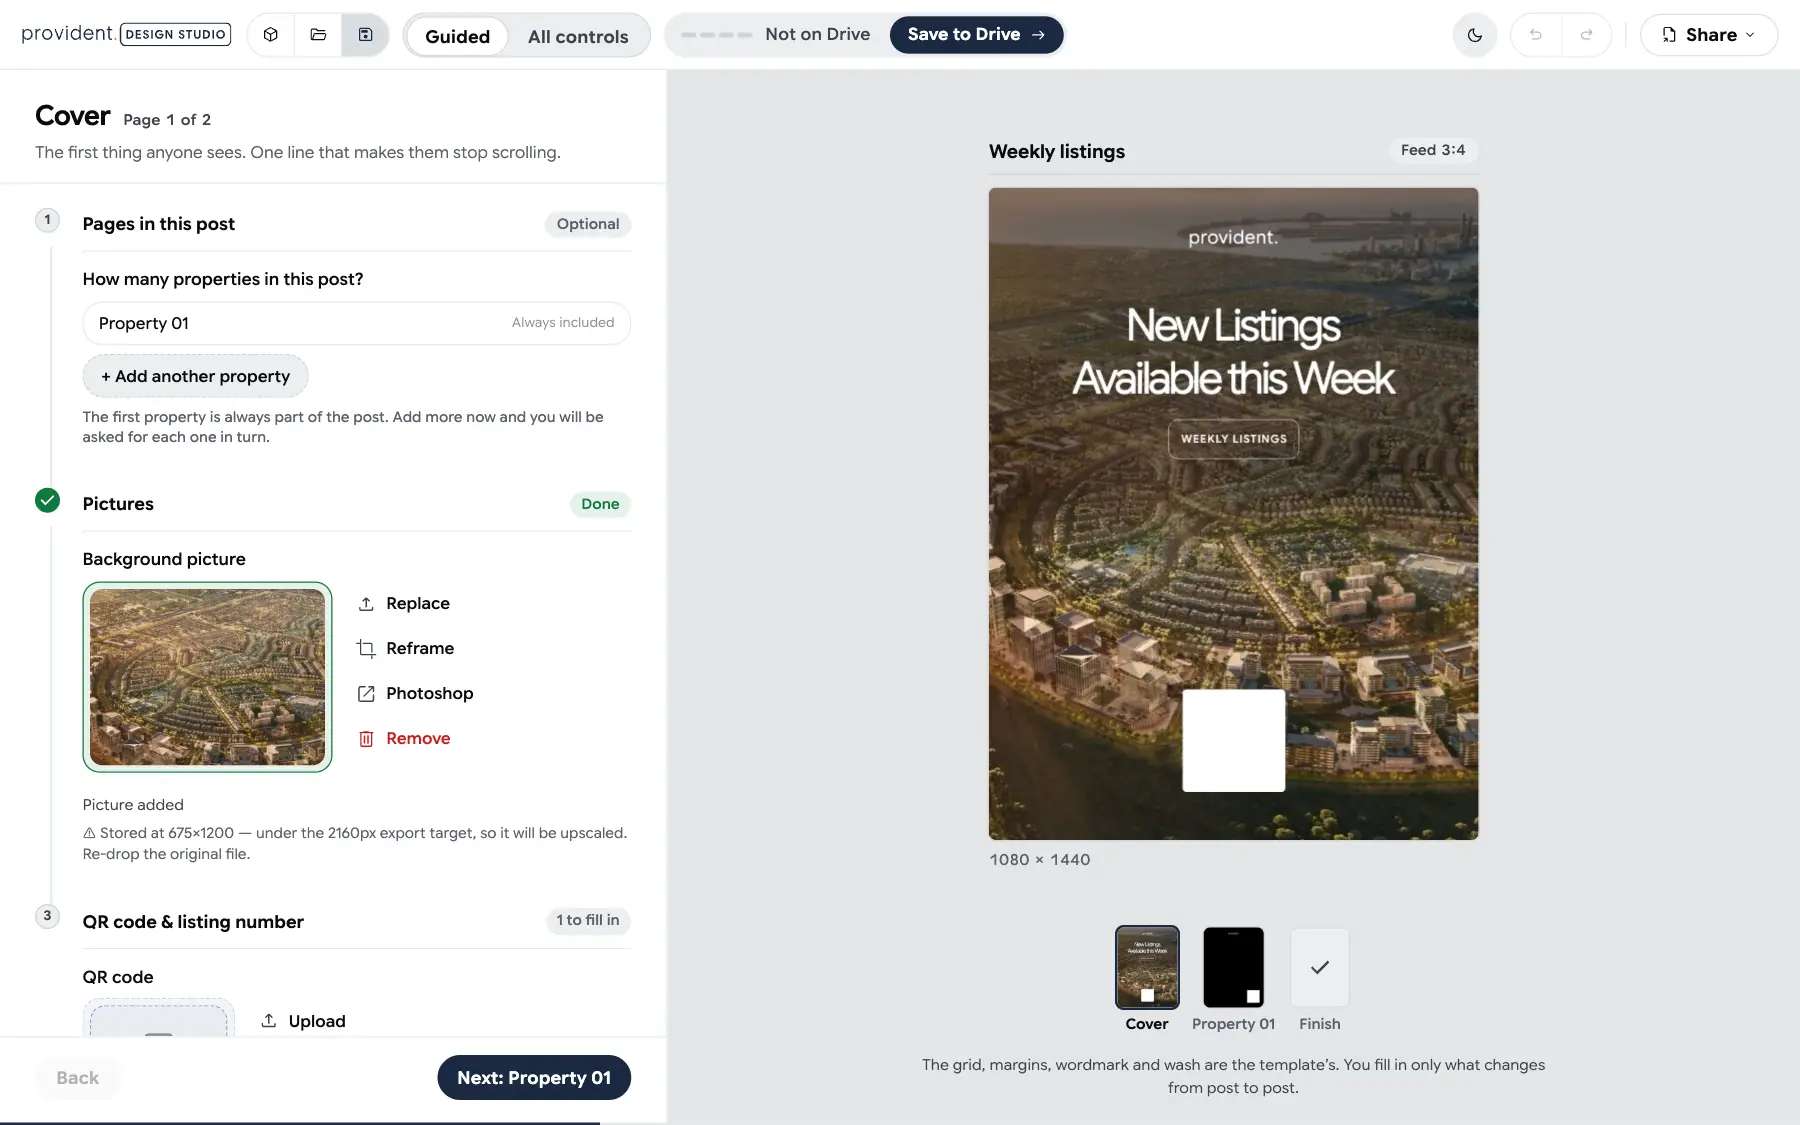 provident. DESIGN STUDIO
Guided
All controls
Not on Drive
Save to Drive →
Share
Cover Page 1 of 2
The first thing anyone sees. One line that makes them stop scrolling.
1
Pages in this post
Optional
How many properties in this post?
Property 01
Always included
+ Add another property
The first property is always part of the post. Add more now and you will be
asked for each one in turn.
Pictures
Done
Background picture
Replace
Reframe
Photoshop
Remove
Picture added
⚠ Stored at 675×1200 — under the 2160px export target, so it will be upscaled.
Re-drop the original file.
3
QR code & listing number
1 to fill in
QR code
Upload
Back
Next: Property 01
Weekly listings
Feed 3:4
provident.
New Listings
Available this Week
WEEKLY LISTINGS
1080 × 1440
New Listings
Available this Week
Cover
Property 01
Finish
The grid, margins, wordmark and wash are the template's. You fill in only what changes
from post to post.